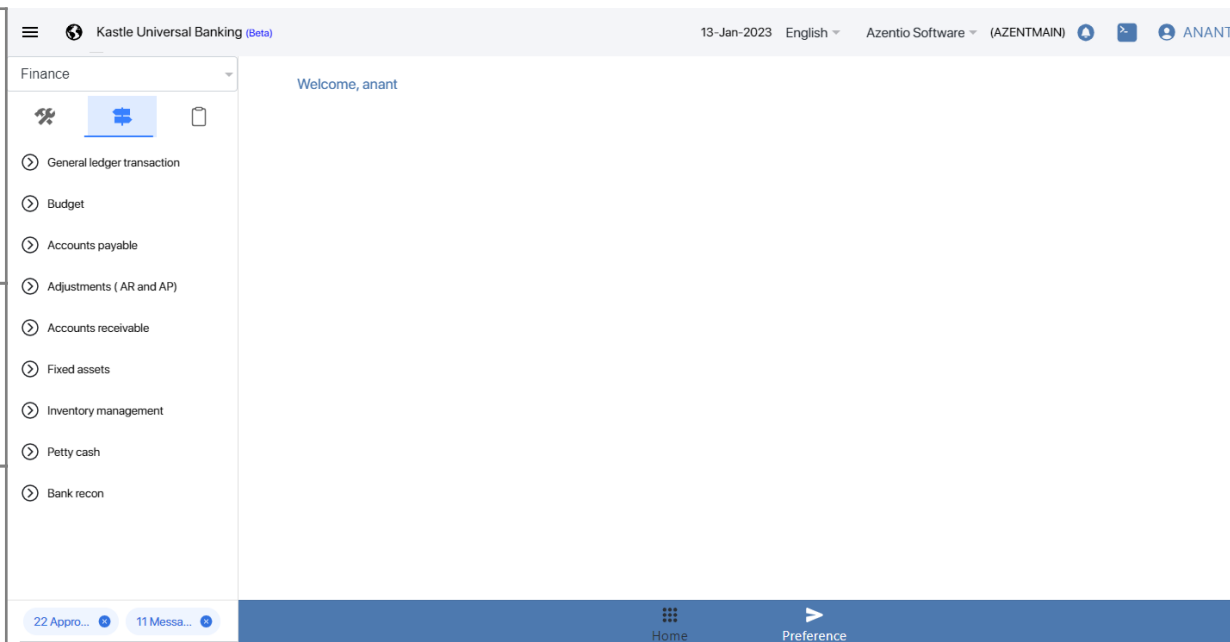 Kastle Universal Banking (Beta) 13-Jan-2023 English Azentio Software (AZENTMAIN) ANANT
Finance
Welcome, anant
General ledger transaction
Budget
Accounts payable
Adjustments ( AR and AP)
Accounts receivable
Fixed assets
Inventory management
Petty cash
Bank recon
22 Appro... 11 Messa...
Home Preference